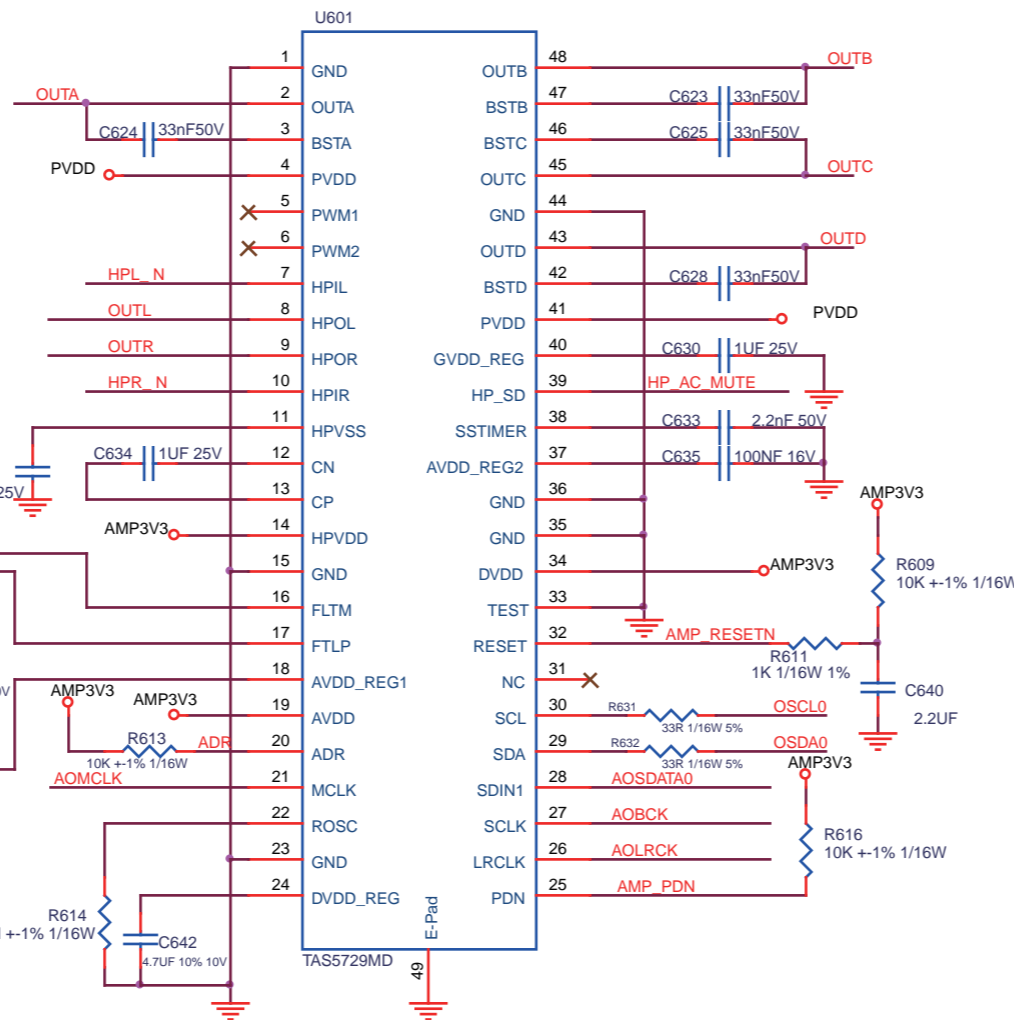 U601
1 GND OUTB 48 OUTB
OUTA 2 OUTA BSTB 47 C623 33nF50V
C624 33nF50V 3 BSTA BSTC 46 C625 33nF50V
PVDD 4 PVDD OUTC 45 OUTC
5 PWM1 GND 44
6 PWM2 OUTD 43 OUTD
HPL_N 7 HPIL BSTD 42 C628 33nF50V
OUTL 8 HPOL PVDD 41 PVDD
OUTR 9 HPOR GVDD_REG 40 C630 1UF 25V
HPR_N 10 HPIR HP_SD 39 HP_AC_MUTE
11 HPVSS SSTIMER 38 C633 2.2nF 50V
C634 1UF 25V 12 CN AVDD_REG2 37 C635 100NF 16V
25V 13 CP GND 36 AMP3V3
AMP3V3 14 HPVDD GND 35
15 GND DVDD 34 AMP3V3 R609
10K +-1% 1/16W
16 FLTM TEST 33
17 FTLP RESET 32 AMP_RESETN
R611
1K 1/16W 1%
18 AVDD_REG1 NC 31 C640
2.2UF
AMP3V3 AMP3V3 19 AVDD SCL 30 R631 OSCL0
33R 1/16W 5%
R613 ADR 20 ADR SDA 29 R632 OSDA0
10K +-1% 1/16W 33R 1/16W 5% AMP3V3
AOMCLK 21 MCLK SDIN1 28 AOSDATA0
22 ROSC SCLK 27 AOBCK R616
10K +-1% 1/16W
23 GND LRCLK 26 AOLRCK
24 DVDD_REG PDN 25 AMP_PDN
R614
+-1% 1/16W
C642
4.7UF 10% 10V
E-Pad
TAS5729MD
49